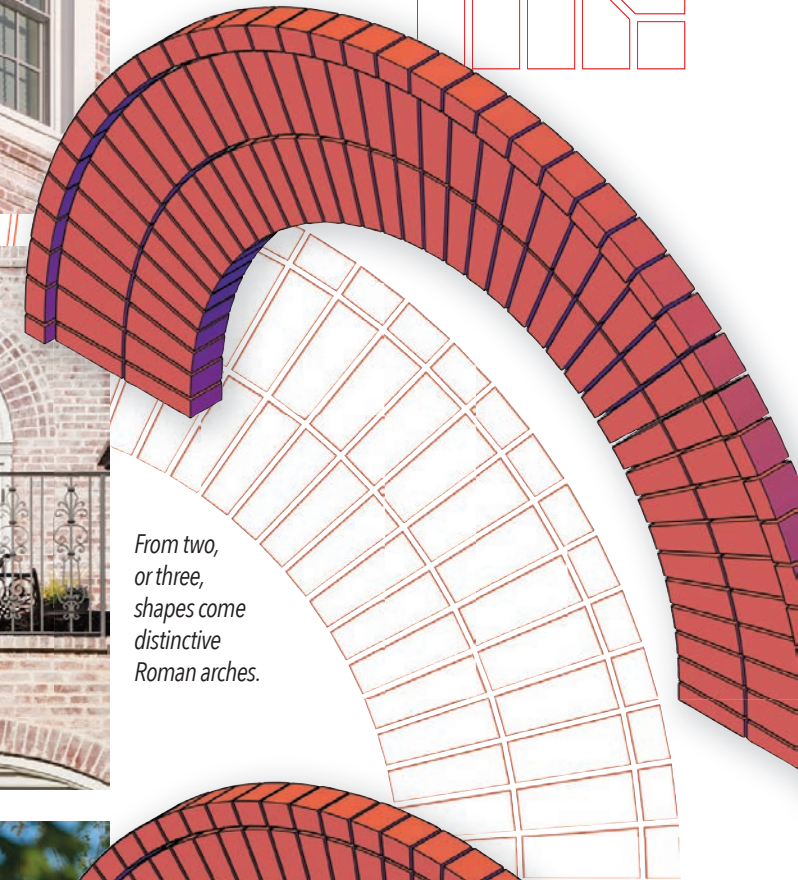 From two,
or three,
shapes come
distinctive
Roman arches.